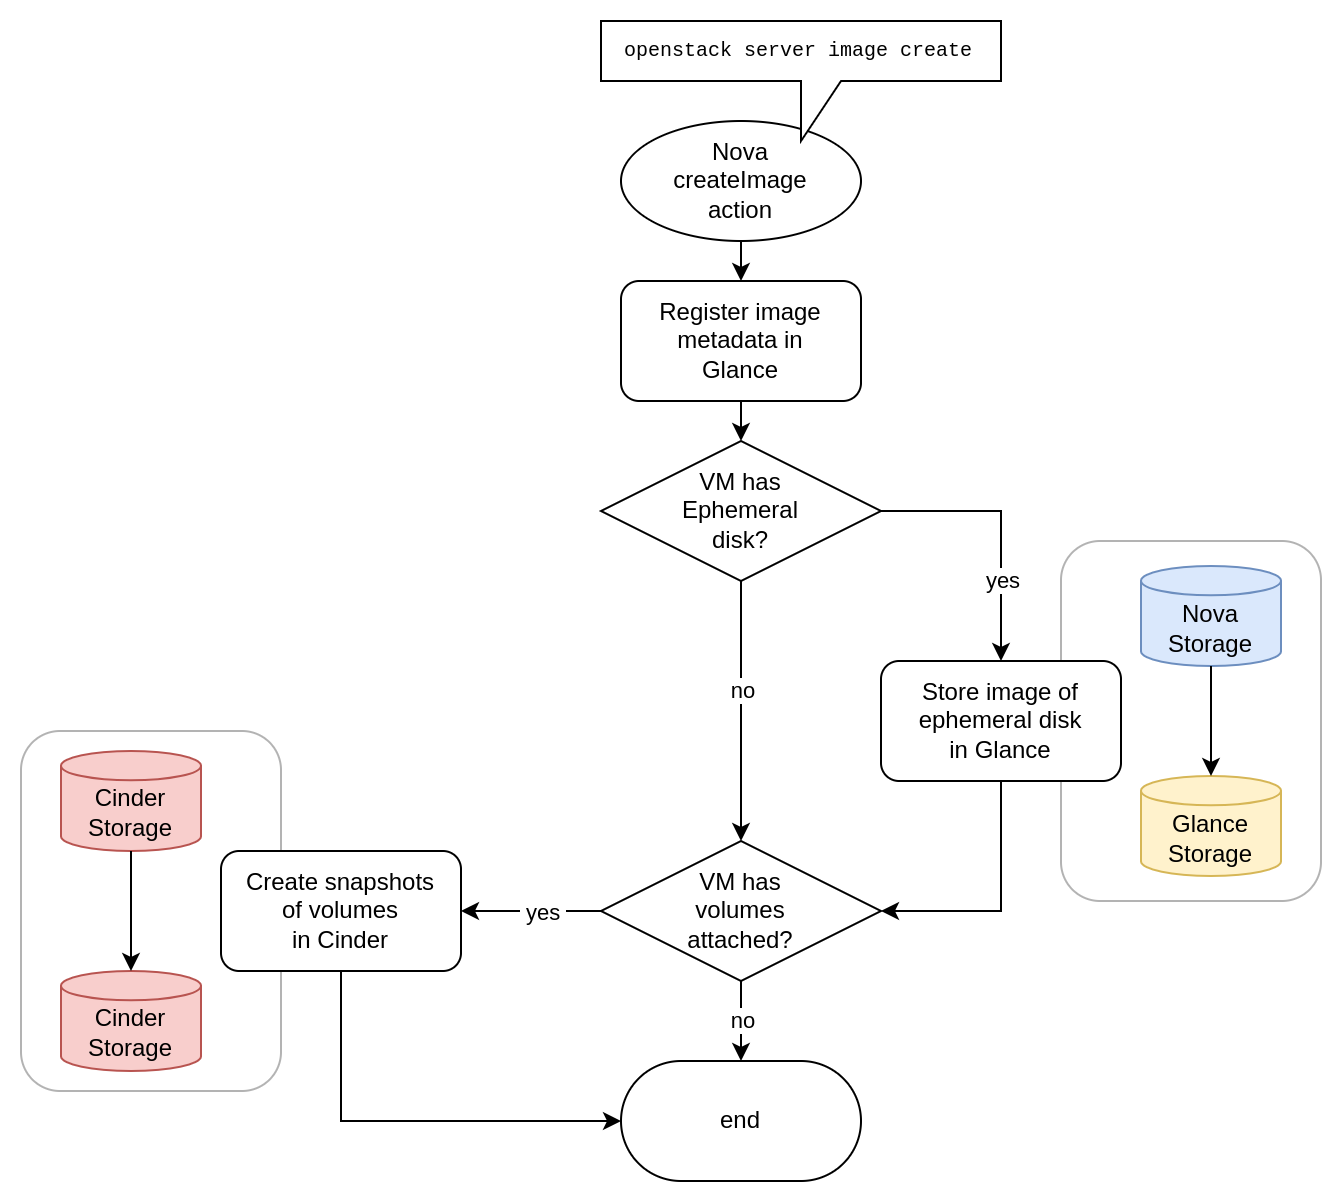 openstack server image create
Nova
createImage
action
Register image
metadata in
Glance
VM has
Ephemeral
disk?
yes
Nova
Storage
no
Store image of
ephemeral disk
in Glance
Cinder
Storage
Glance
Storage
Create snapshots
of volumes
in Cinder
yes
VM has
volumes
attached?
Cinder
Storage
no
end